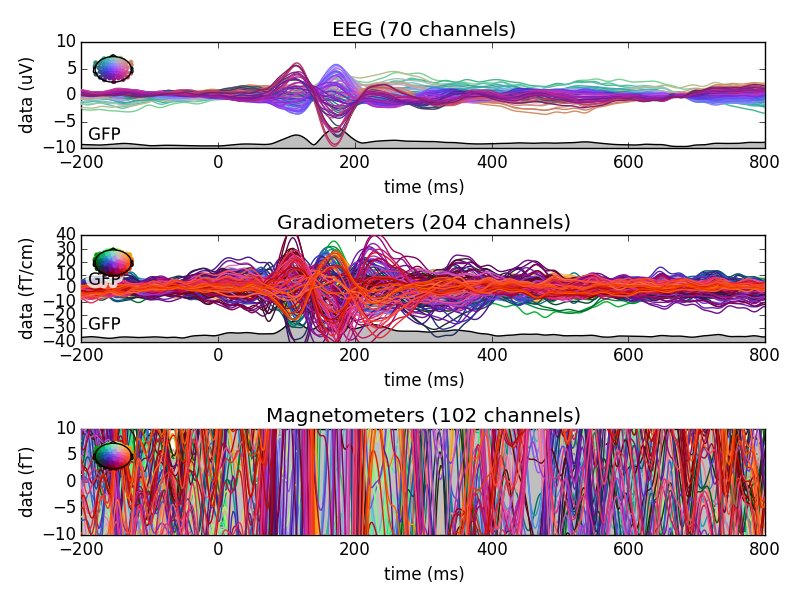 EEG (70 channels)
10
5
0
−5
−10
data (uV)
GFP
−200 0 200 400 600 800
time (ms)
Gradiometers (204 channels)
40
30
20
10
0
−10
−20
−30
−40
data (fT/cm)
GFP
GFP
−200 0 200 400 600 800
time (ms)
Magnetometers (102 channels)
10
5
0
−5
−10
data (fT)
−200 0 200 400 600 800
time (ms)